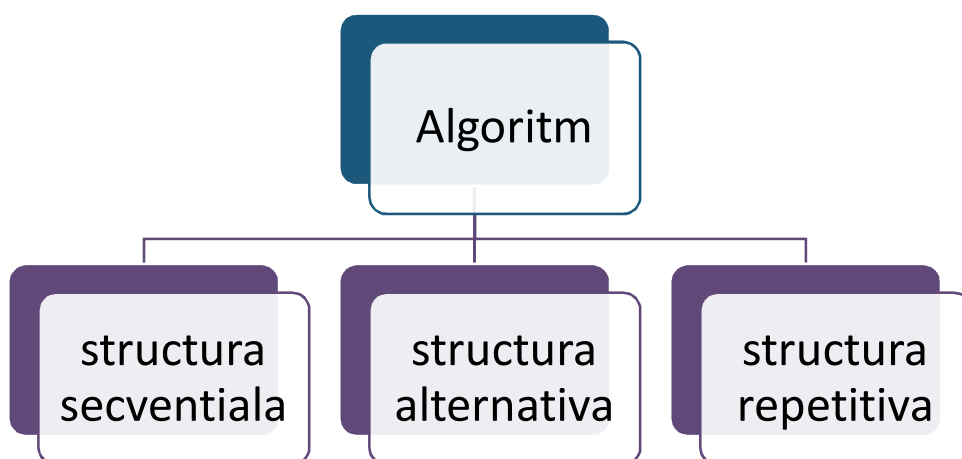 Algoritm
structura
secventiala
structura
alternativa
structura
repetitiva